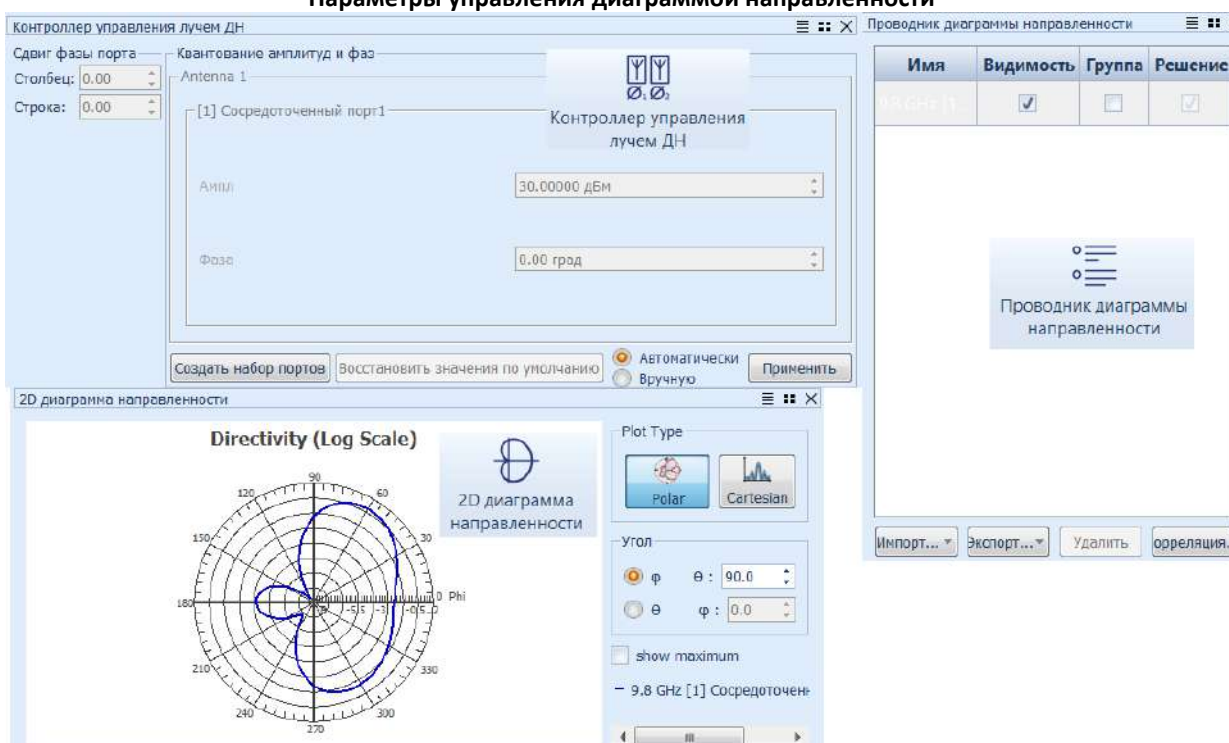 Параметры управления диаграммой направленности
Контроллер управления лучем ДН
Сдвиг фазы порта
Столбец: 0.00
Строка: 0.00
Квантование амплитуд и фаз
Antenna 1
[1] Сосредоточенный порт1
Контроллер управления
лучем ДН
Ампл
30.00000 дБм
Фаза
0.00 град
Создать набор портов
Восстановить значения по умолчанию
Автоматически
Вручную
Применить
Проводник диаграммы направленности
Имя Видимость Группа Решение
9.8 GHz [1
Проводник диаграммы
направленности
Импорт...
Экспорт...
Удалить
орреляция.
2D диаграмма направленности
Directivity (Log Scale)
2D диаграмма
направленности
90
120 60
150 30
180 0 Phi
210 330
240 300
270
Plot Type
Polar
Cartesian
Угол
φ θ : 90.0
θ φ : 0.0
show maximum
9.8 GHz [1] Сосредоточен